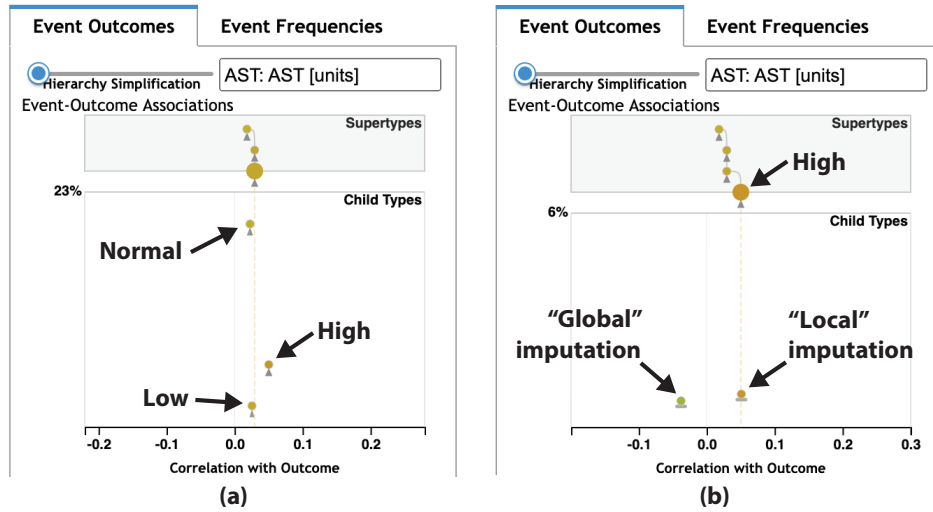 Event Outcomes
Event Frequencies
Hierarchy Simplification
AST: AST [units]
Event-Outcome Associations
Supertypes
23%
Child Types
Normal
High
Low
-0.2
-0.1
0.0
0.1
0.2
Correlation with Outcome
(a)
Event Outcomes
Event Frequencies
Hierarchy Simplification
AST: AST [units]
Event-Outcome Associations
Supertypes
High
6%
Child Types
“Global”
imputation
“Local”
imputation
-0.1
0.0
0.1
0.2
0.3
Correlation with Outcome
(b)